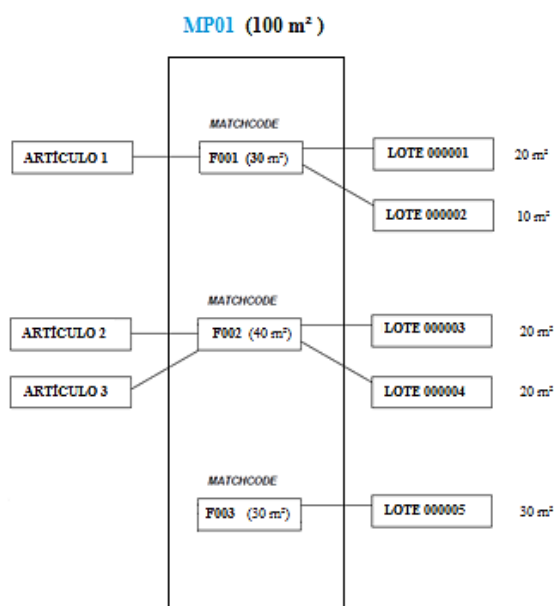 MP01 (100 m²)
MATCHCODE
ARTÍCULO 1
F001 (30 m²)
LOTE 000001
20 m²
LOTE 000002
10 m²
MATCHCODE
ARTÍCULO 2
F002 (40 m²)
LOTE 000003
20 m²
ARTÍCULO 3
LOTE 000004
20 m²
MATCHCODE
F003 (30 m²)
LOTE 000005
30 m²